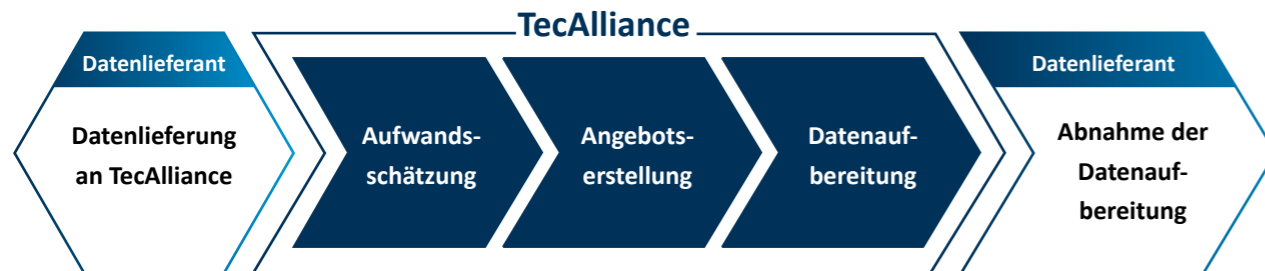 TecAlliance
Datenlieferant
Datenlieferung
an TecAlliance
Aufwands-
schätzung
Angebots-
erstellung
Datenauf-
bereitung
Datenlieferant
Abnahme der
Datenauf-
bereitung